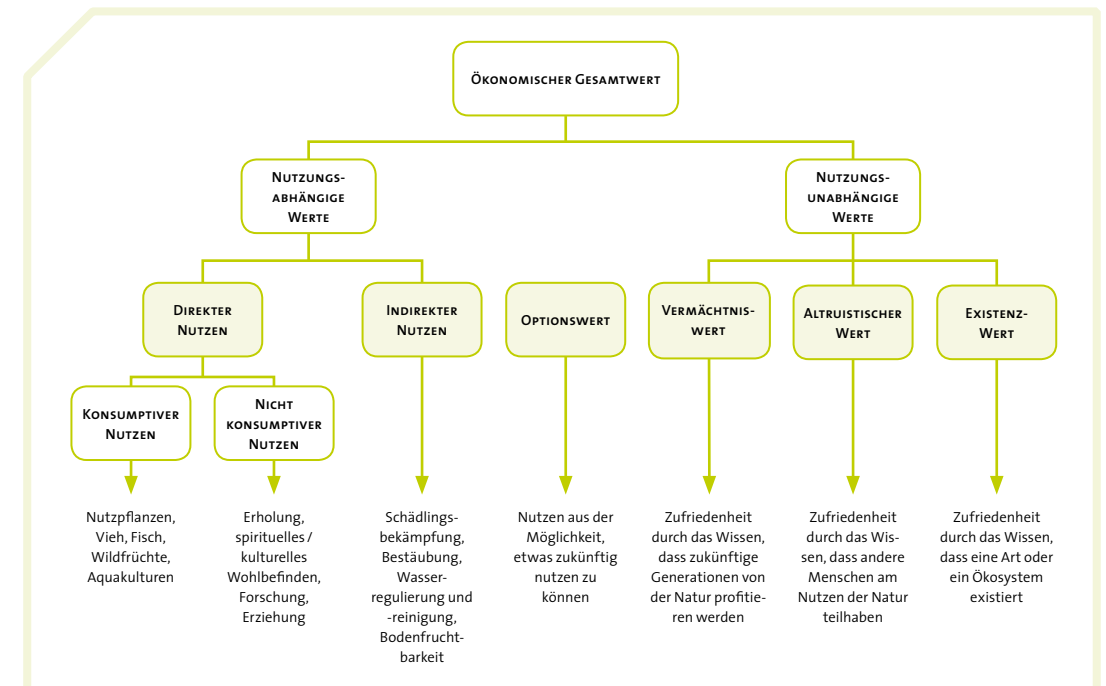 Ökonomischer Gesamtwert
Nutzungs-
abhängige
Werte
Nutzungs-
unabhängige
Werte
Direkter
Nutzen
Indirekter
Nutzen
Optionswert
Vermächtnis-
wert
Altruistischer
Wert
Existenz-
Wert
Konsumptiver
Nutzen
Nicht
konsumptiver
Nutzen
Nutzpflanzen,
Vieh, Fisch,
Wildfrüchte,
Aquakulturen
Erholung,
spirituelles /
kulturelles
Wohlbefinden,
Forschung,
Erziehung
Schädlings-
bekämpfung,
Bestäubung,
Wasser-
regulierung und
-reinigung,
Bodenfrucht-
barkeit
Nutzen aus der
Möglichkeit,
etwas zukünftig
nutzen zu
können
Zufriedenheit
durch das Wissen,
dass zukünftige
Generationen von
der Natur profitie-
ren werden
Zufriedenheit
durch das Wis-
sen, dass andere
Menschen am
Nutzen der Natur
teilhaben
Zufriedenheit
durch das Wissen,
dass eine Art oder
ein Ökosystem
existiert